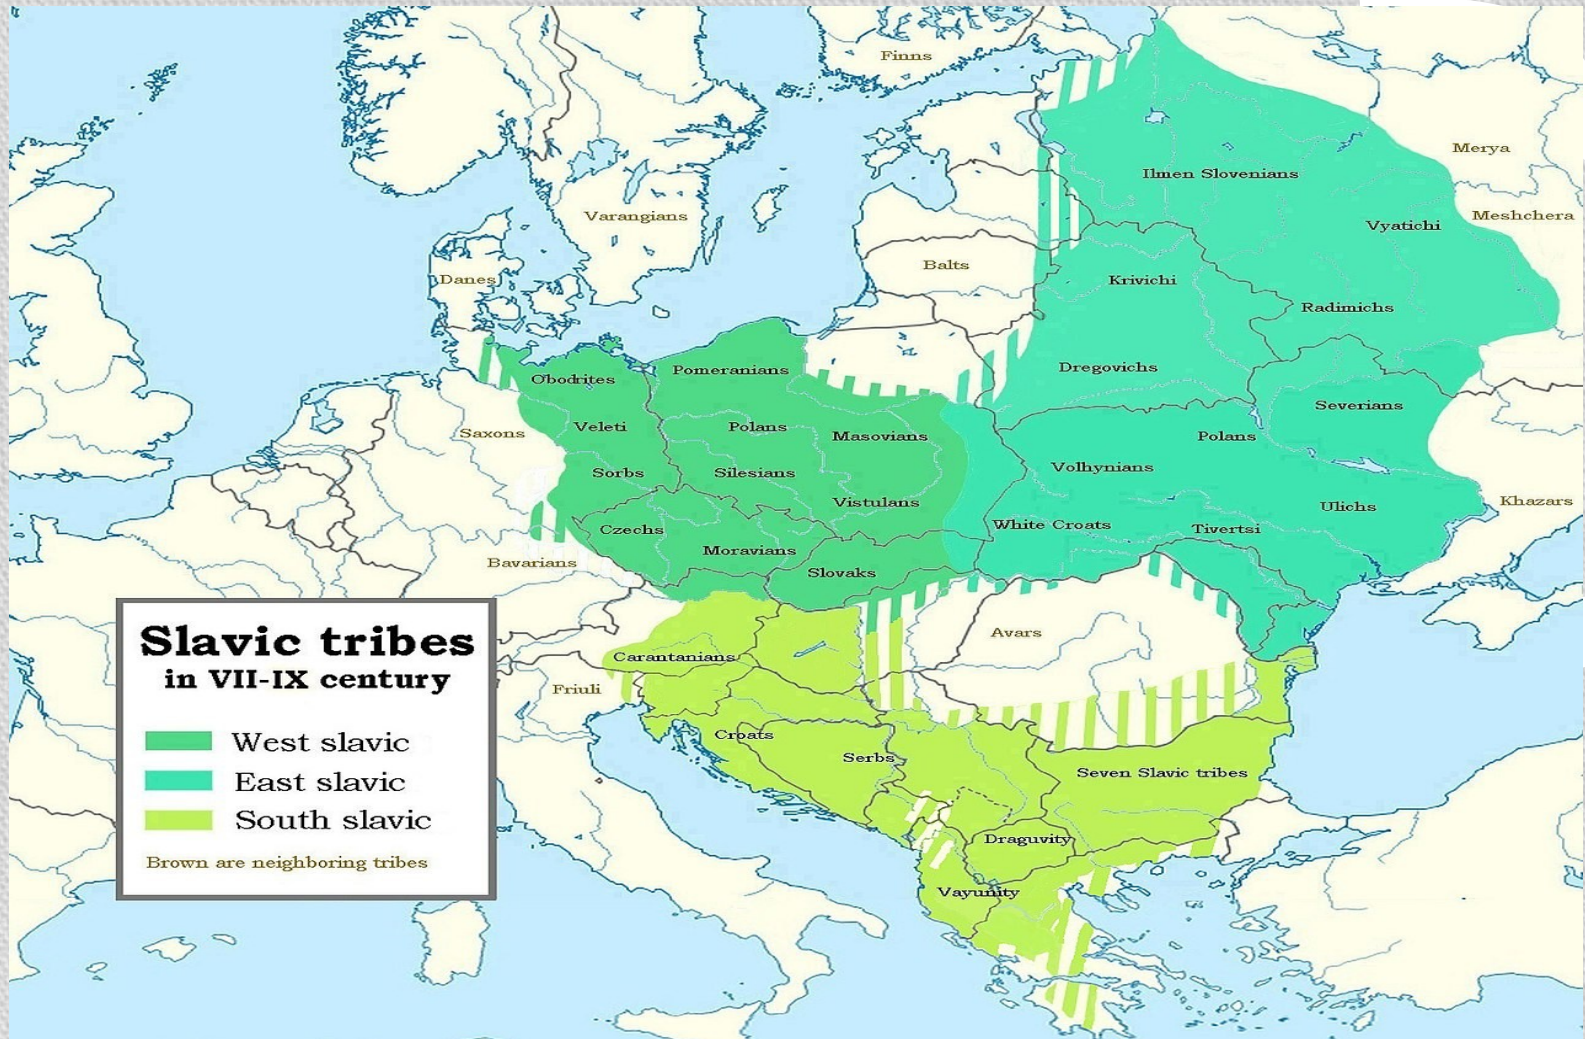 Finns
Merya
Ilmen Slovenians
Meshchera
Varangians
Vyatichi
Balts
Danes
Krivichi
Radimichs
Pomeranians
Dregovichs
Obodrites
Severians
Veleti
Polans
Saxons
Masovians
Polans
Volhynians
Sorbs
Silesians
Vistulans
Khazars
Ulichs
Czechs
White Croats
Tivertsi
Moravians
Bavarians
Slovaks
Avars
Carantanians
Friuli
Croats
Serbs
Seven Slavic tribes
Draguvity
Vayunity
Slavic tribes
in VII-IX century
West slavic
East slavic
South slavic
Brown are neighboring tribes